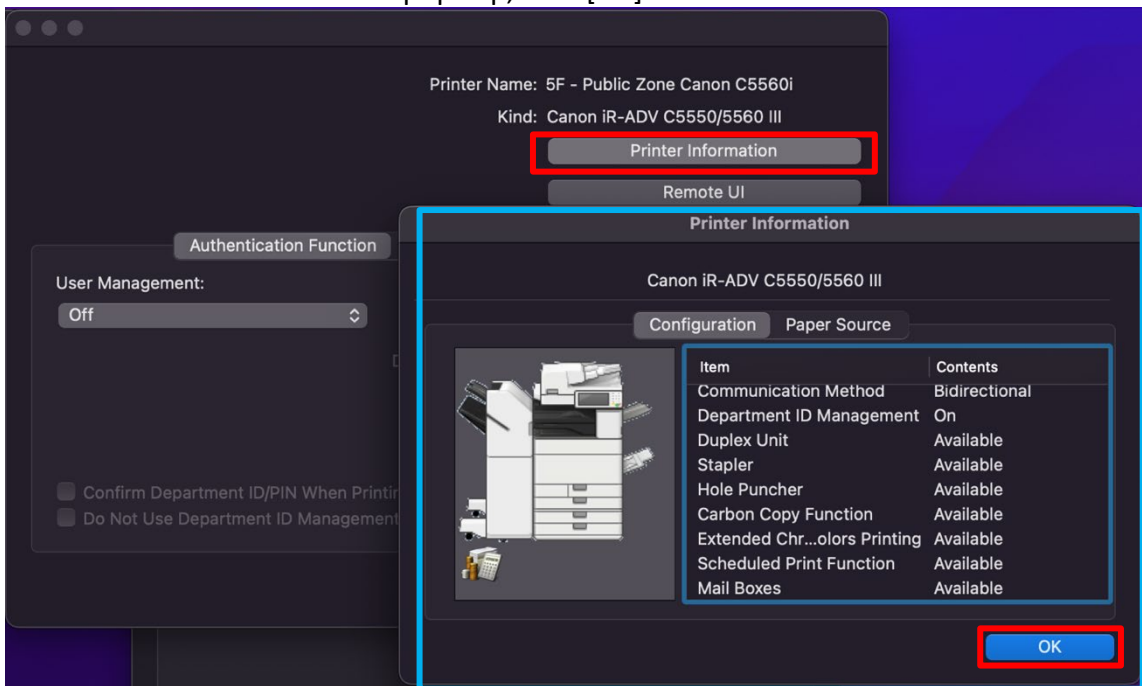 Printer Name: 5F - Public Zone Canon C5560i
Kind: Canon iR-ADV C5550/5560 III
Printer Information
Remote UI
Authentication Function
User Management:
Off
Confirm Department ID/PIN When Printin
Do Not Use Department ID Management
Printer Information
Canon iR-ADV C5550/5560 III
Configuration Paper Source
Item Contents
Communication Method Bidirectional
Department ID Management On
Duplex Unit Available
Stapler Available
Hole Puncher Available
Carbon Copy Function Available
Extended Chr...olors Printing Available
Scheduled Print Function Available
Mail Boxes Available
OK